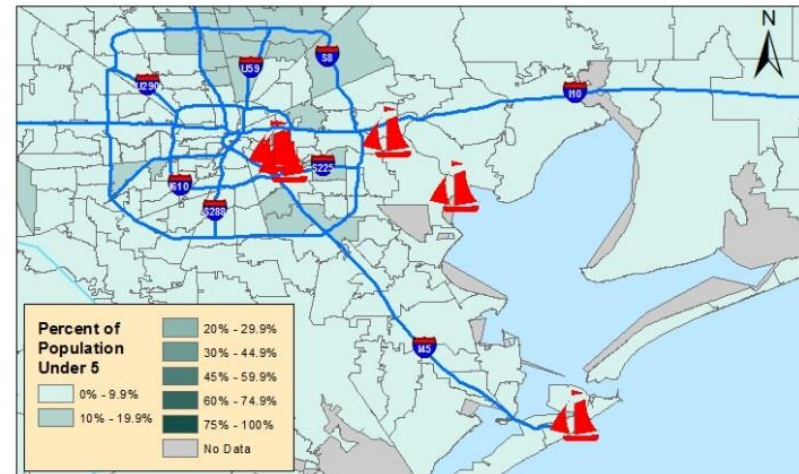 N
S8
U59
U290
I10
S225
I610
S288
I45
Percent of
Population
Under 5
0% - 9.9%
10% - 19.9%
20% - 29.9%
30% - 44.9%
45% - 59.9%
60% - 74.9%
75% - 100%
No Data